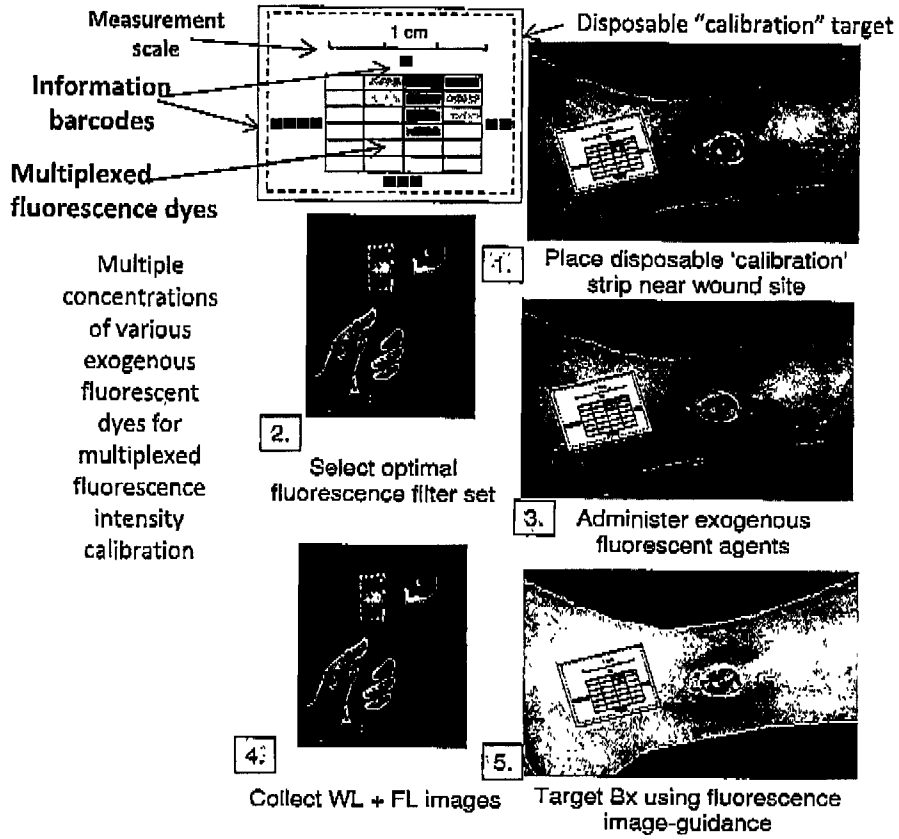 Measurement
scale
1 cm
Disposable “calibration” target
Information
barcodes
Multiplexed
fluorescence dyes
Multiple
concentrations
of various
exogenous
fluorescent
dyes for
multiplexed
fluorescence
intensity
calibration
1.
Place disposable 'calibration'
strip near wound site
2.
Select optimal
fluorescence filter set
3.
Administer exogenous
fluorescent agents
4.
Collect WL + FL images
5.
Target Bx using fluorescence
image-guidance